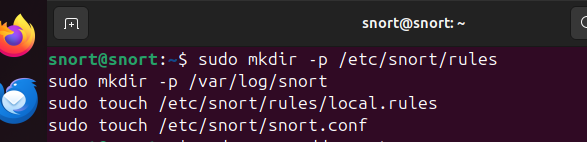 snort@snort: ~
snort@snort:~$ sudo mkdir -p /etc/snort/rules
sudo mkdir -p /var/log/snort
sudo touch /etc/snort/rules/local.rules
sudo touch /etc/snort/snort.conf